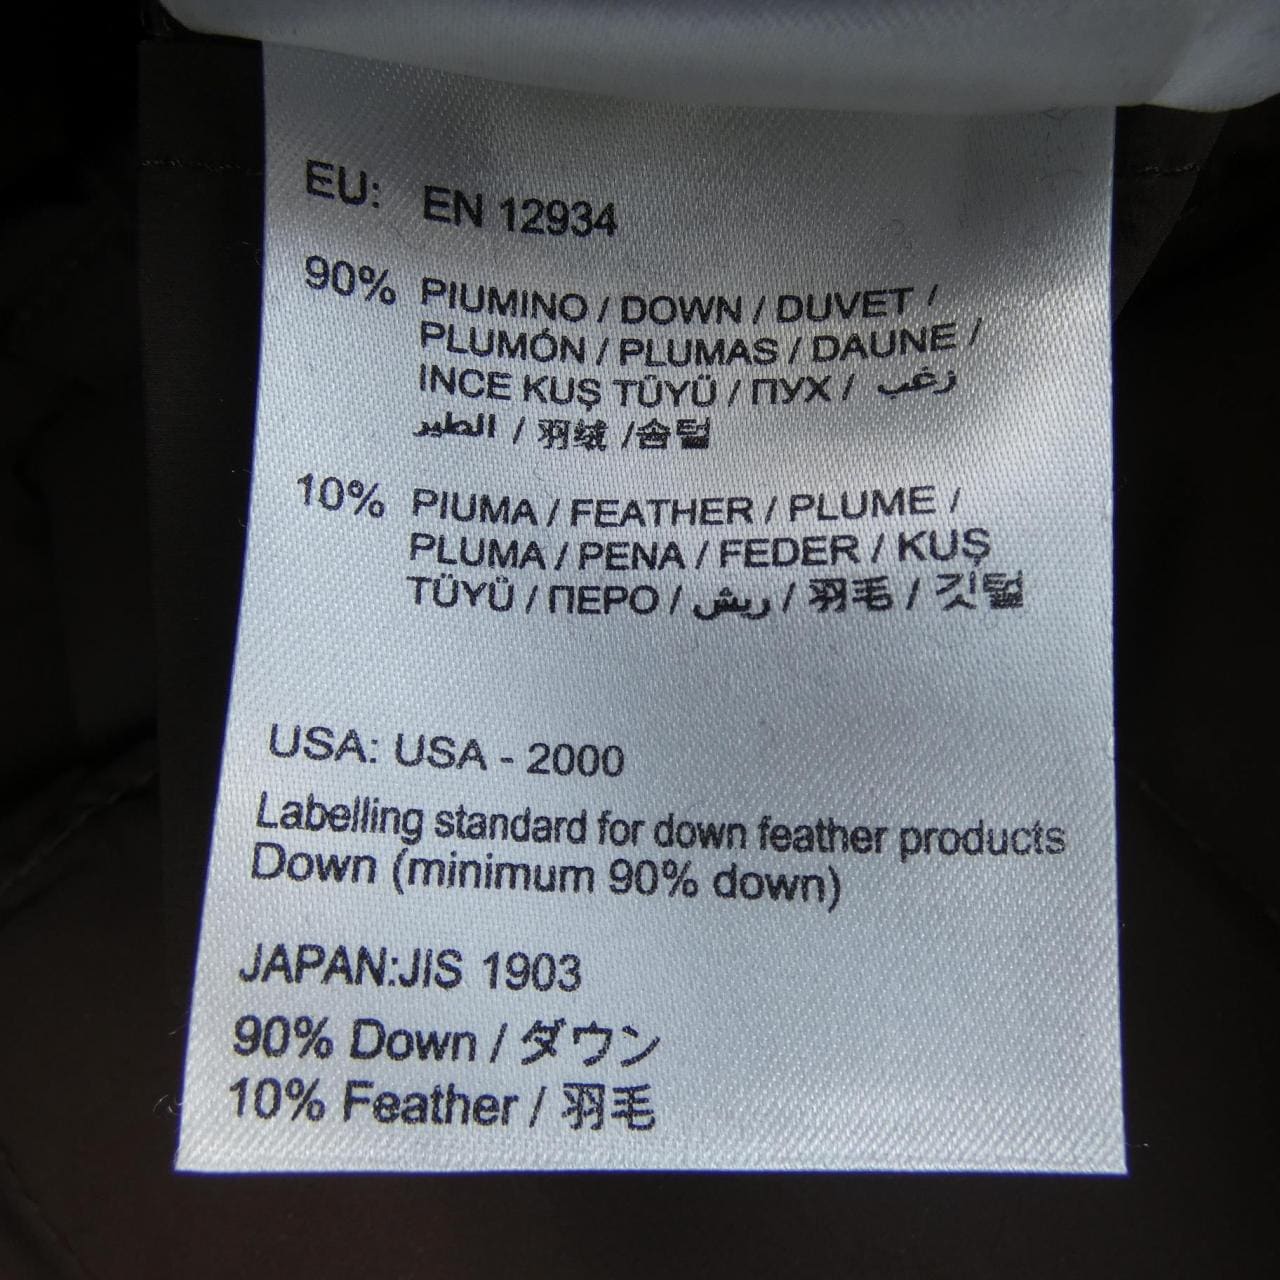 EU: EN 12934
90% PIUMINO / DOWN / DUVET /
PLUMÓN / PLUMAS / DAUNE /
INCE KUŞ TÜYÜ / ПУХ / زغب
الطير / 羽绒 /솜털
10% PIUMA / FEATHER / PLUME /
PLUMA / PENA / FEDER / KUŞ
TÜYÜ / ПЕРО / ريش / 羽毛 / 깃털
USA: USA - 2000
Labelling standard for down feather products
Down (minimum 90% down)
JAPAN:JIS 1903
90% Down / ダウン
10% Feather / 羽毛